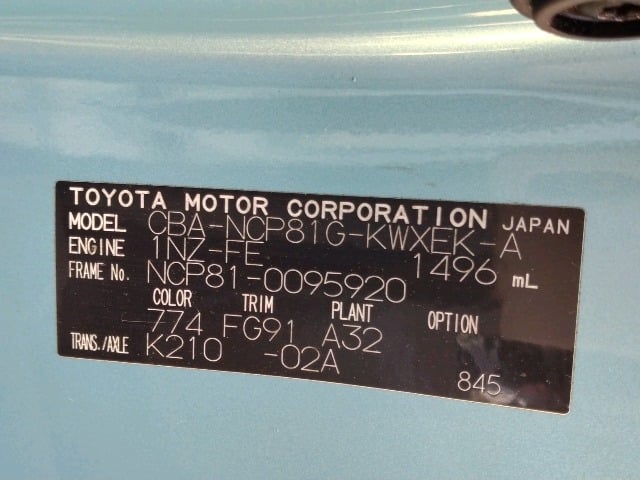 TOYOTA MOTOR CORPORATION JAPAN
MODEL CBA-NCP81G-KWXEK-A
ENGINE 1NZ-FE 1496 mL
FRAME No. NCP81-0095920
COLOR TRIM PLANT OPTION
774 FG91 A32
TRANS./AXLE K210 -02A
845